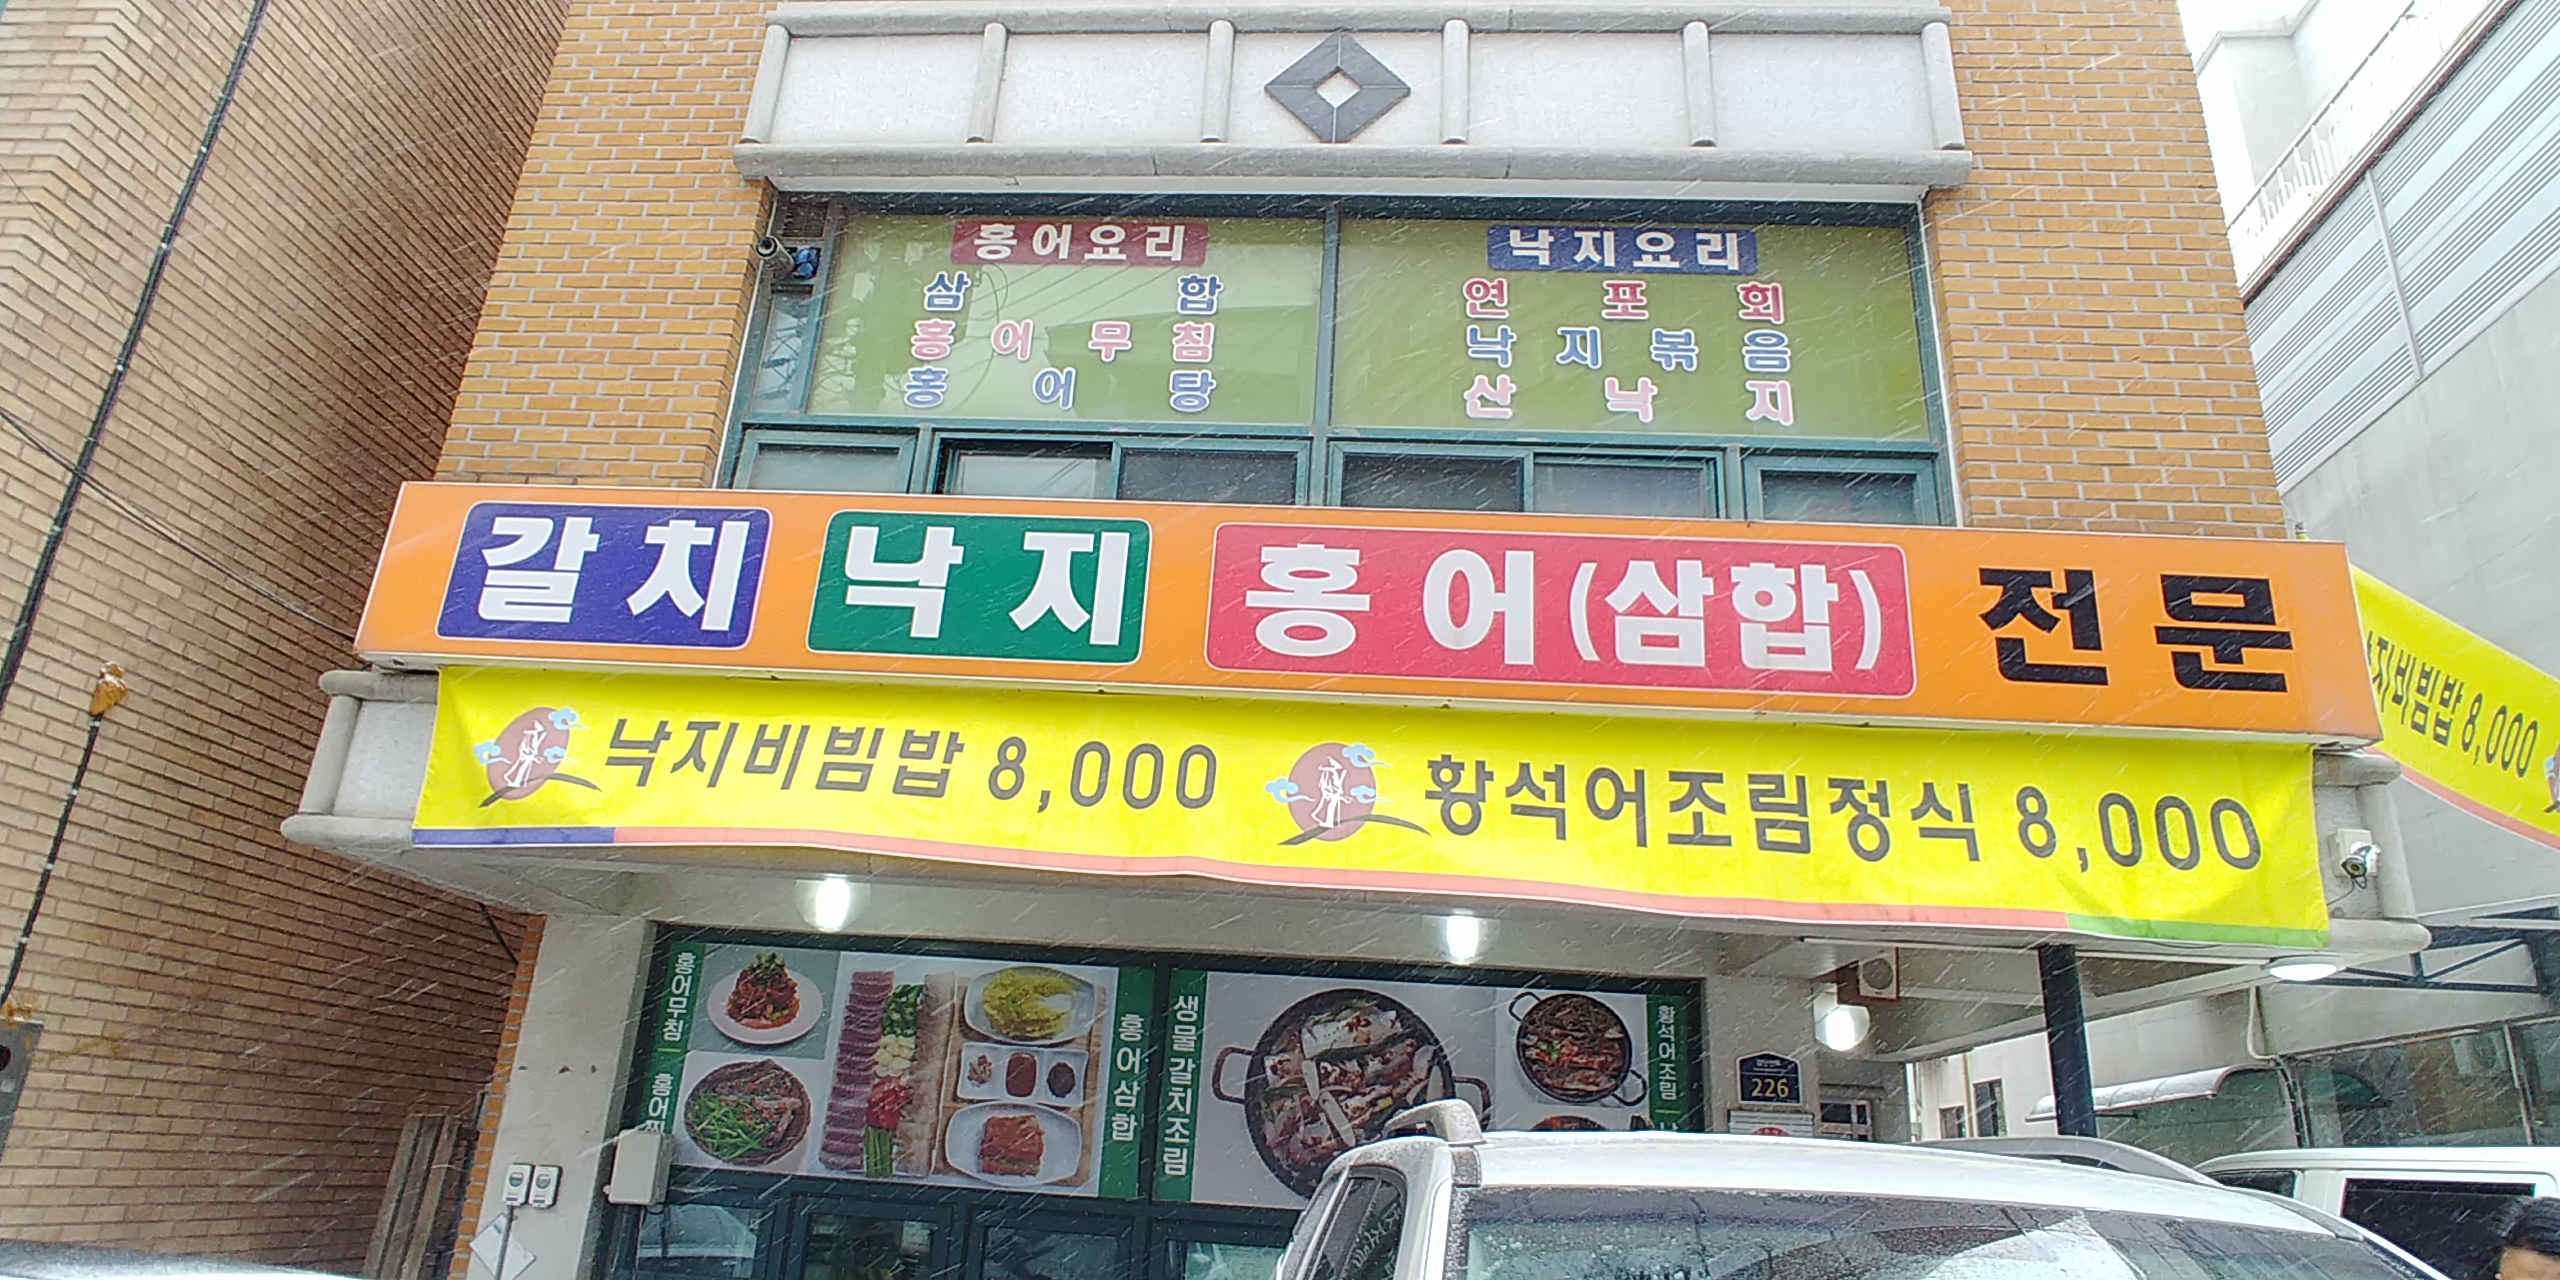 홍어요리
삼합
홍어무침
홍어탕
낙지요리
연포회
낙지볶음
산낙지
갈치 낙지 홍어(삼합) 전문
낙지비빔밥 8,000 황석어조림정식 8,000
지비빔밥 8,000
홍어무침
홍어찜
홍어삼합
생물갈치조림
황석어조림
226